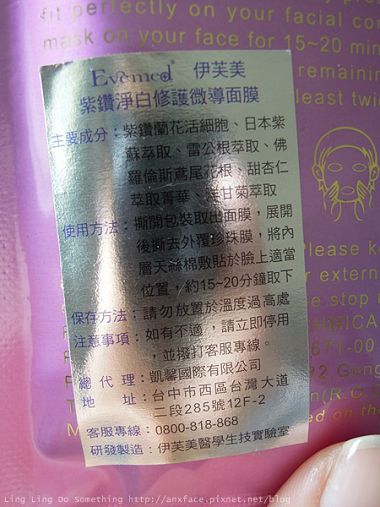 fit perfectly on your facial con
mask on your face for 15~20 min
remaining
least twi
Evemed® 伊芙美
紫鑽淨白修護微導面膜
主要成分：紫鑽蘭花活細胞、日本紫
蘇萃取、雷公根萃取、佛
羅倫斯鳶尾花根，甜杏仁
萃取菁華、洋甘菊萃取
使用方法：撕開包裝取出面膜，展開
後撕去外覆珍珠膜，將內
層天絲棉敷貼於臉上適當
位置，約15~20分鐘取下
保存方法：請勿放置於溫度過高處
注意事項：如有不適，請立即停用
，並撥打客服專線。
總代理：凱馨國際有限公司
地址：台中市西區台灣大道
二段285號12F-2
客服專線：0800-818-868
研發製造：伊芙美醫學生技實驗室
Please k
extern
stop
HMICA
671-00
on the
Ling Ling Do Something http://anxface.pixnet.net/blog